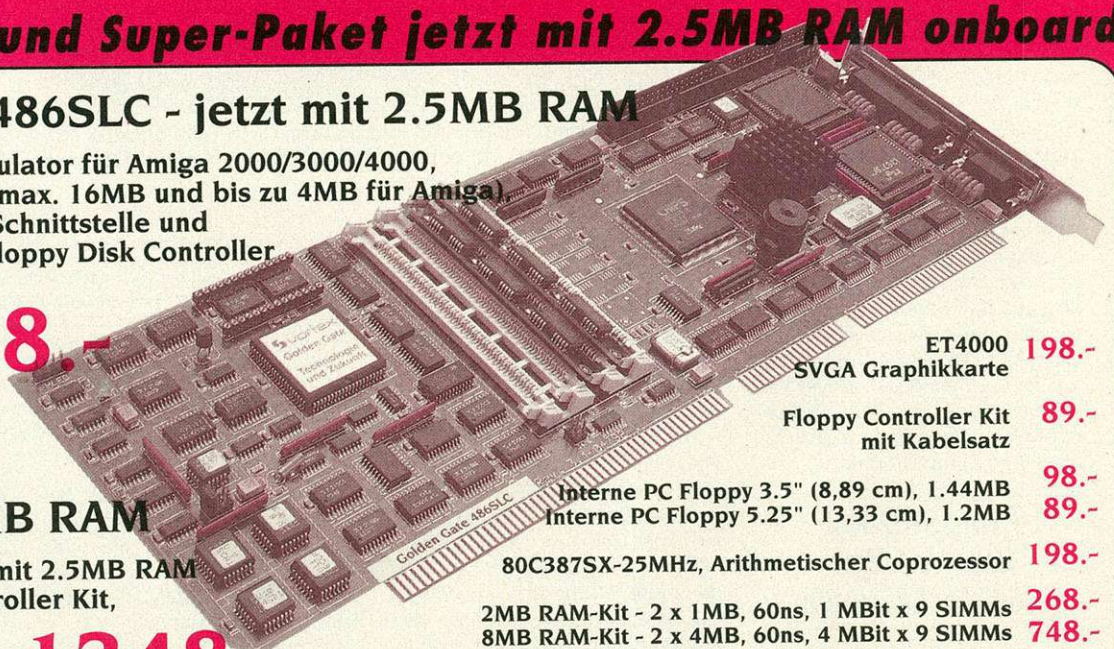 und Super-Paket jetzt mit 2.5MB RAM onboard
486SLC - jetzt mit 2.5MB RAM
ulator für Amiga 2000/3000/4000,
max. 16MB und bis zu 4MB für Amiga),
Schnittstelle und
loppy Disk Controller
8.-
vortex
Golden Gate
Technologie
und Zukunft
CHIPS
Golden Gate 486SLC
ET4000 198.-
SVGA Graphikkarte
Floppy Controller Kit 89.-
mit Kabelsatz
Interne PC Floppy 3.5" (8,89 cm), 1.44MB 98.-
Interne PC Floppy 5.25" (13,33 cm), 1.2MB 89.-
80C387SX-25MHz, Arithmetischer Coprozessor 198.-
2MB RAM-Kit - 2 x 1MB, 60ns, 1 MBit x 9 SIMMs 268.-
8MB RAM-Kit - 2 x 4MB, 60ns, 4 MBit x 9 SIMMs 748.-
B RAM
mit 2.5MB RAM
roller Kit,
1348